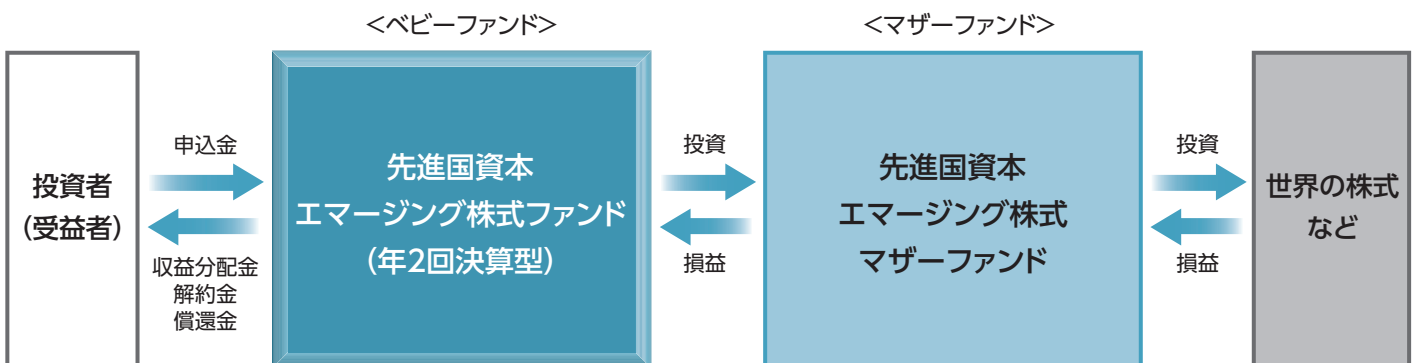 ＜ベビーファンド＞
＜マザーファンド＞
投資者
（受益者）
申込金
収益分配金
解約金
償還金
先進国資本
エマージング株式ファンド
（年2回決算型）
投資
損益
先進国資本
エマージング株式
マザーファンド
投資
損益
世界の株式
など